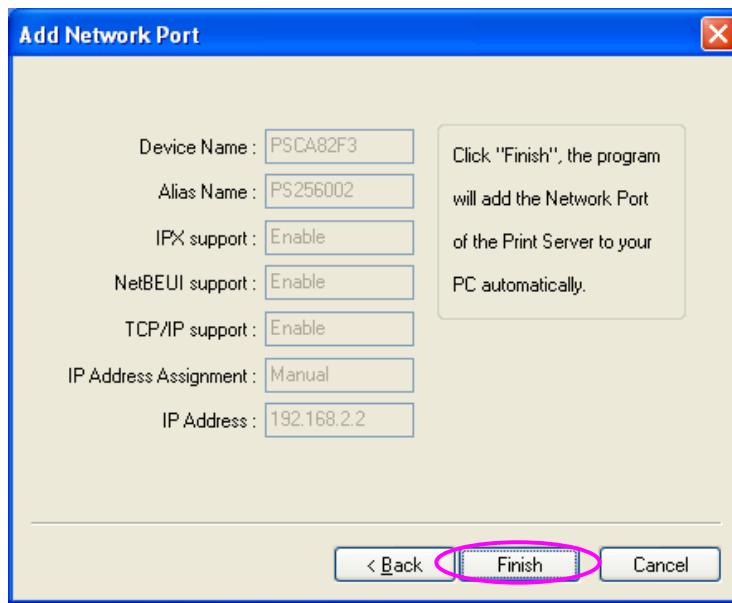 Add Network Port
Device Name : PSCA82F3
Alias Name : PS256002
IPX support : Enable
NetBEUI support : Enable
TCP/IP support : Enable
IP Address Assignment : Manual
IP Address : 192.168.2.2
Click "Finish", the program
will add the Network Port
of the Print Server to your
PC automatically.
< Back Finish Cancel